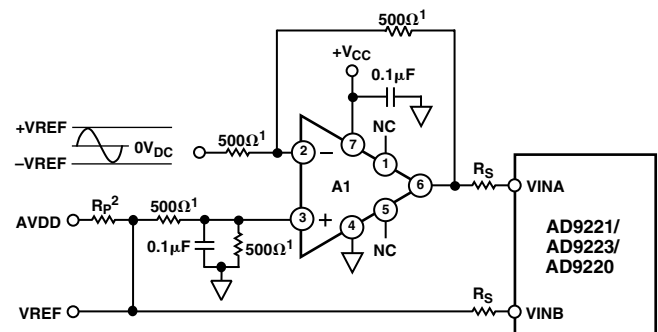 500Ω¹
+VCC
0.1µF
+VREF
0VDC
–VREF
500Ω¹
2
–
7
NC
1
A1
6
RS
VINA
AVDD
RP²
500Ω¹
3
+
4
5
NC
0.1µF
500Ω¹
AD9221/
AD9223/
AD9220
VREF
RS
VINB